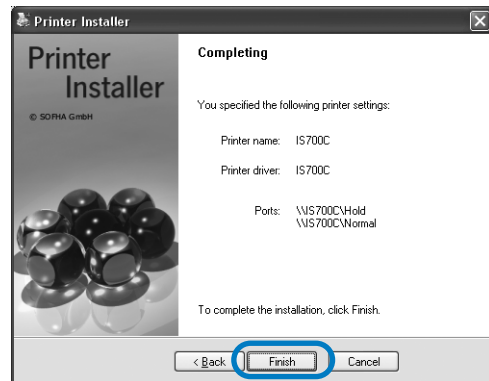 Printer Installer
Printer
Installer
© SOFHA GmbH
Completing
You specified the following printer settings:
Printer name: IS700C
Printer driver: IS700C
Ports: \\IS700C\Hold
\\IS700C\Normal
To complete the installation, click Finish.
< Back Finish Cancel